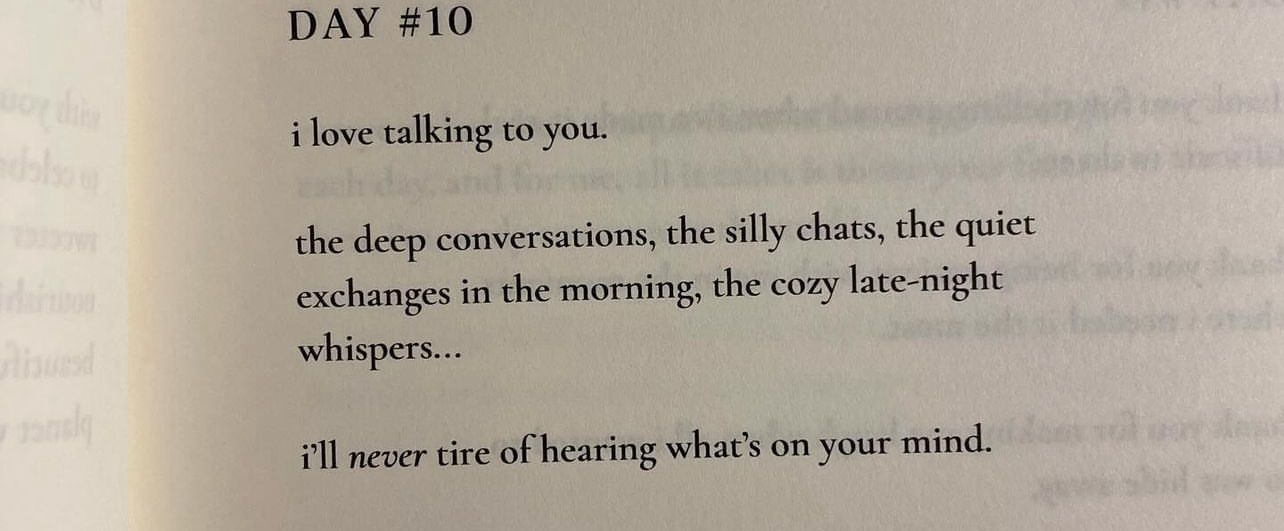 DAY #10
i love talking to you.
the deep conversations, the silly chats, the quiet
exchanges in the morning, the cozy late-night
whispers...
i'll never tire of hearing what's on your mind.